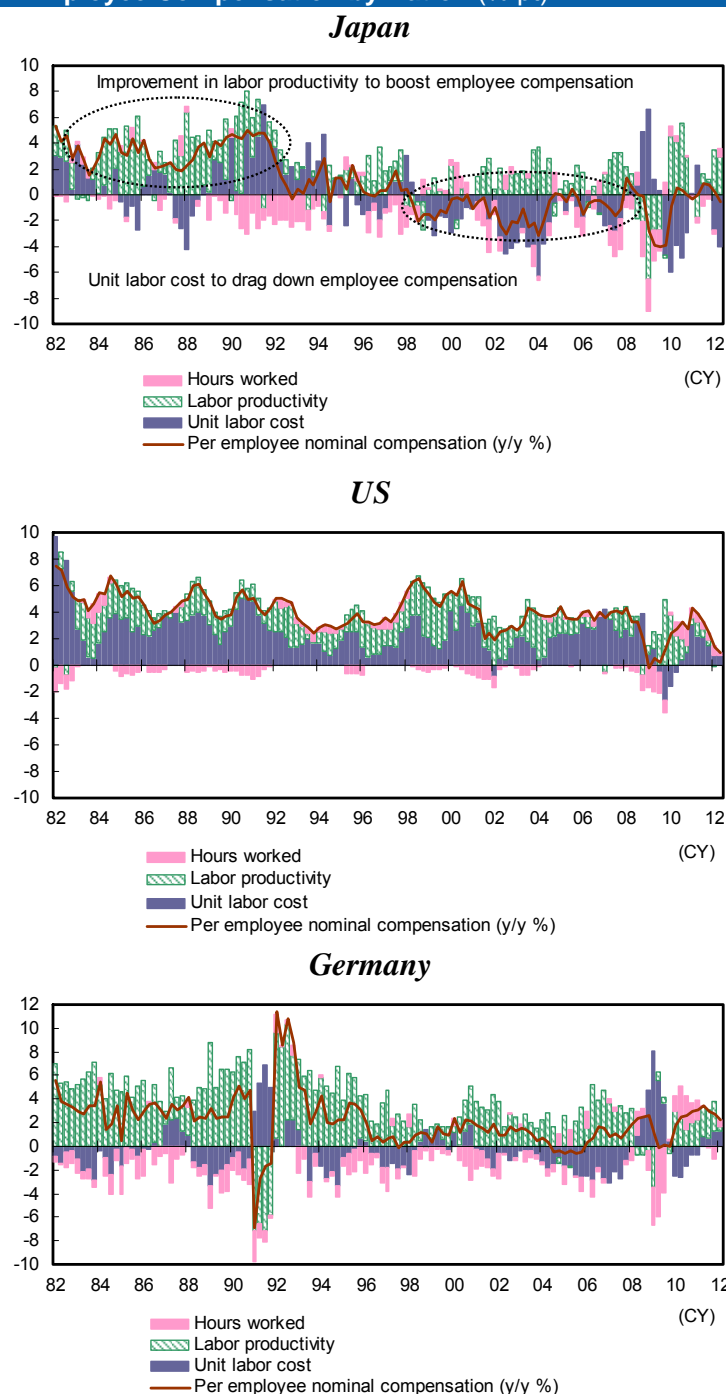 Japan
10
8
6
4
2
0
-2
-4
-6
-8
-10
Improvement in labor productivity to boost employee compensation
Unit labor cost to drag down employee compensation
82 84 86 88 90 92 94 96 98 00 02 04 06 08 10 12
(CY)
Hours worked
Labor productivity
Unit labor cost
Per employee nominal compensation (y/y %)
US
10
8
6
4
2
0
-2
-4
-6
-8
-10
82 84 86 88 90 92 94 96 98 00 02 04 06 08 10 12
(CY)
Hours worked
Labor productivity
Unit labor cost
Per employee nominal compensation (y/y %)
Germany
12
10
8
6
4
2
0
-2
-4
-6
-8
-10
82 84 86 88 90 92 94 96 98 00 02 04 06 08 10 12
(CY)
Hours worked
Labor productivity
Unit labor cost
Per employee nominal compensation (y/y %)